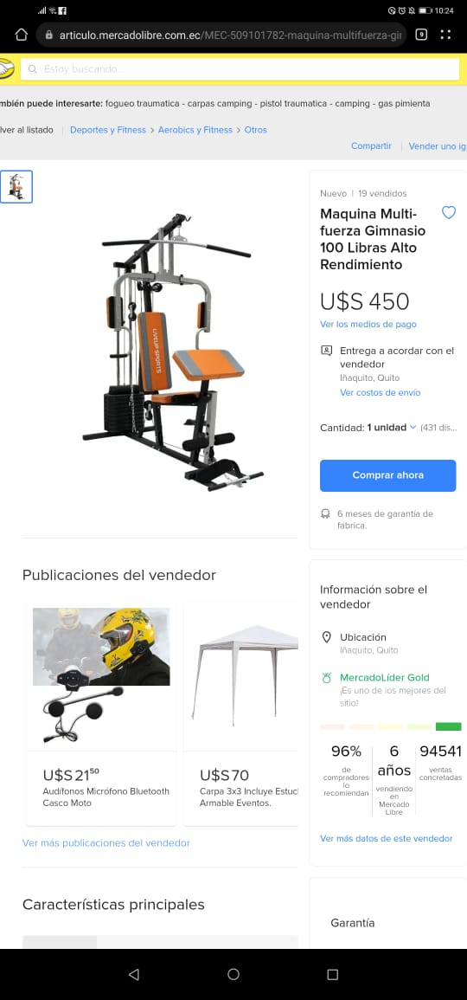 10:24
articulo.mercadolibre.com.ec/MEC-509101782-maquina-multifuerza-gir
9
Estoy buscando...
mbién puede interesarte: fogueo traumatica - carpas camping - pistol traumatica - camping - gas pimienta
lver al listado | Deportes y Fitness > Aerobics y Fitness > Otros
Compartir | Vender uno ig
Nuevo | 19 vendidos
Maquina Multi-
fuerza Gimnasio
100 Libras Alto
Rendimiento
U$S 450
Ver los medios de pago
Entrega a acordar con el
vendedor
Iñaquito, Quito
Ver costos de envío
Cantidad: 1 unidad (431 dis...
Comprar ahora
6 meses de garantía de
fábrica.
LIVEUP SPORTS
Publicaciones del vendedor
U$S 21⁵⁰
Audífonos Micrófono Bluetooth
Casco Moto
U$S 70
Carpa 3x3 Incluye Estuc
Armable Eventos.
Ver más publicaciones del vendedor
Características principales
Información sobre el
vendedor
Ubicación
Iñaquito, Quito
MercadoLíder Gold
¡Es uno de los mejores del
sitio!
96%
de
compradores
lo
recomiendan
6
años
vendiendo
en
Mercado
Libre
94541
ventas
concretadas
Ver más datos de este vendedor
Garantía